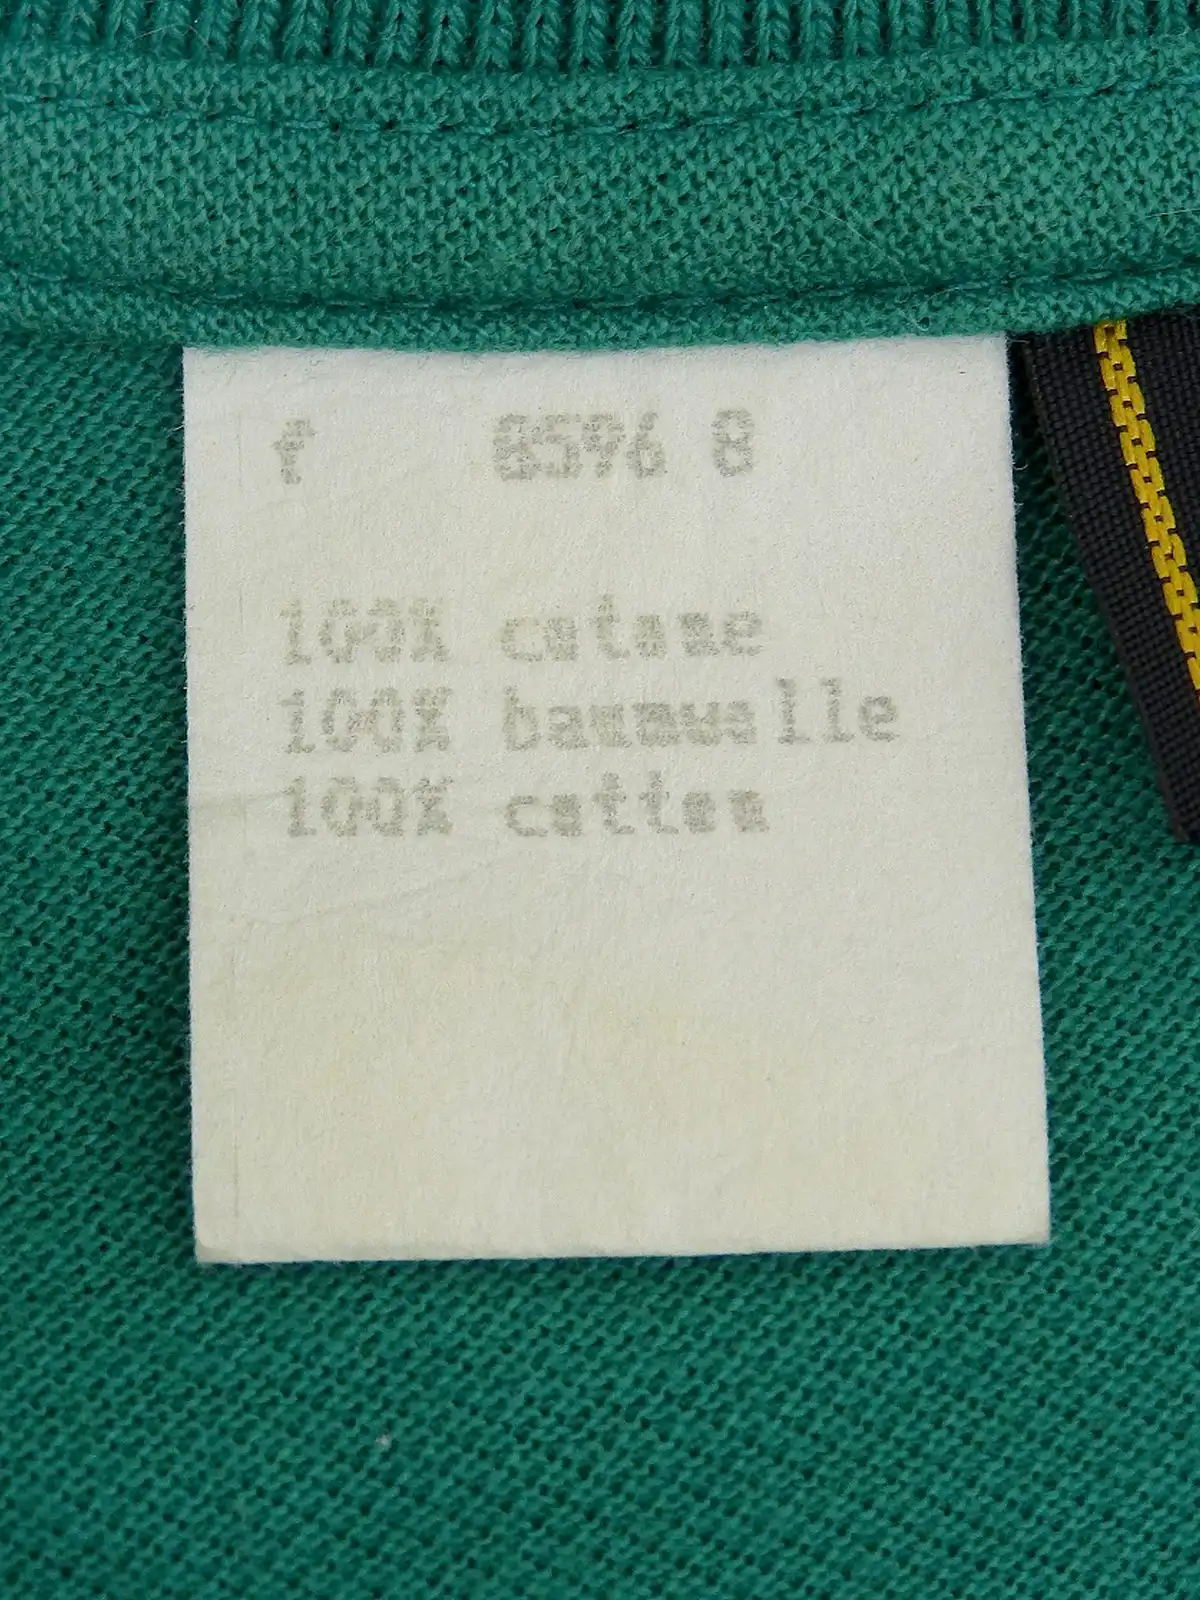 f 8596 8
100% cotone
100% baumwolle
100% cotton